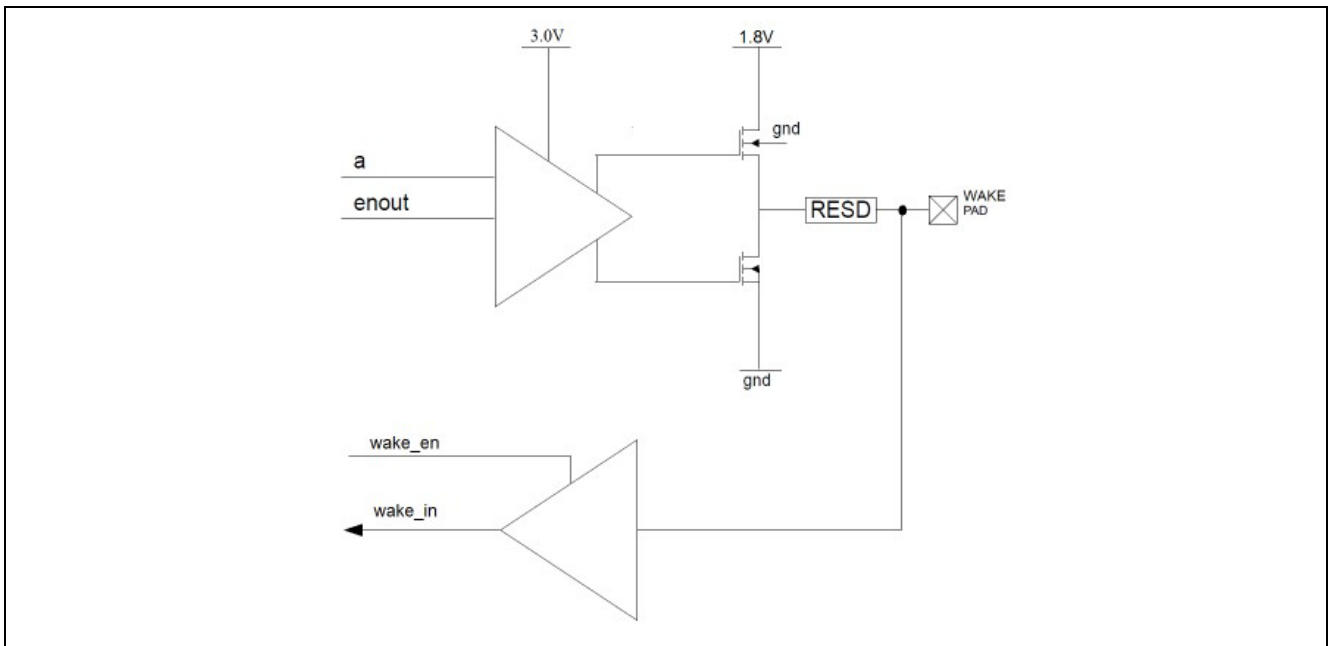 3.0V
1.8V
gnd
a
enout
RESD
WAKE
PAD
gnd
wake_en
wake_in